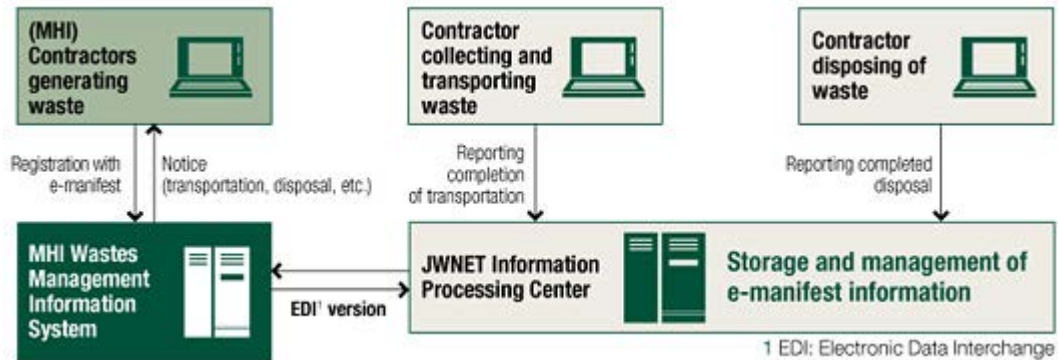 (MHI)
Contractors
generating
waste
Contractor
collecting and
transporting
waste
Contractor
disposing of
waste
Registration with
e-manifest
Notice
(transportation, disposal, etc.)
Reporting
completion
of transportation
Reporting completed
disposal
MHI Wastes
Management
Information
System
EDI¹ version
JWNET Information
Processing Center
Storage and management of
e-manifest information
1 EDI: Electronic Data Interchange